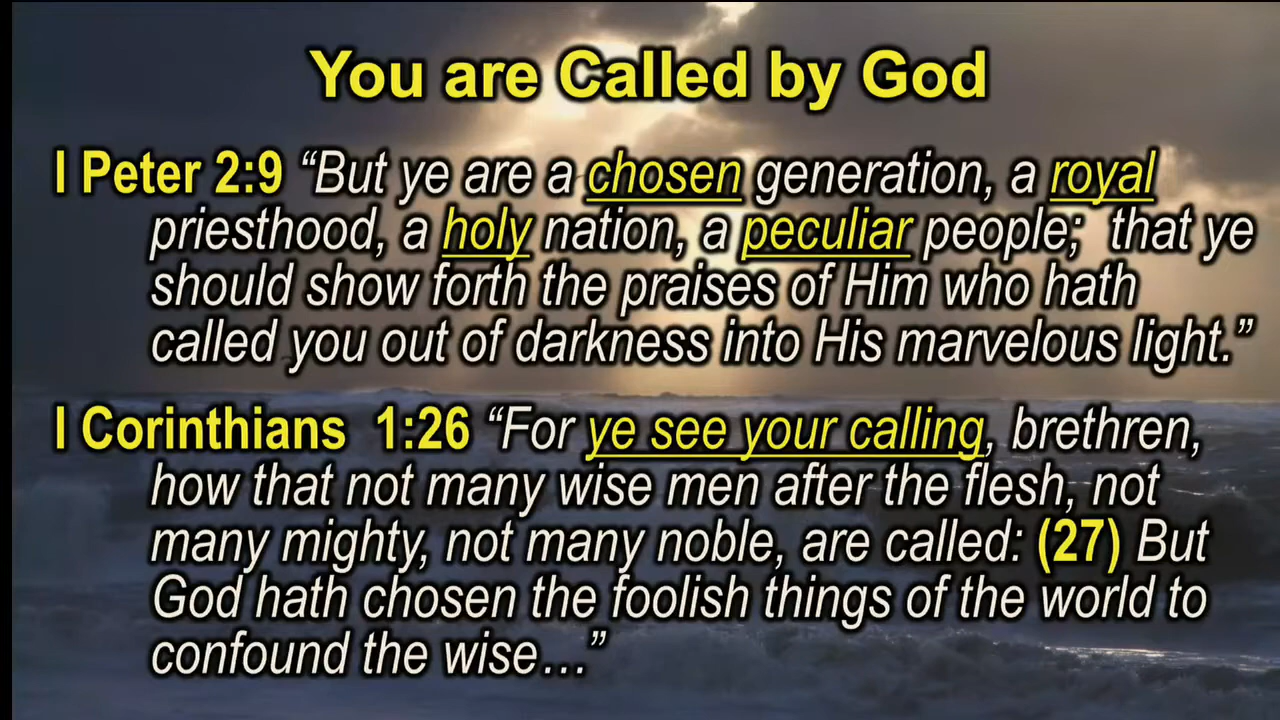 You are Called by God
I Peter 2:9 “But ye are a chosen generation, a royal
priesthood, a holy nation, a peculiar people;  that ye
should show forth the praises of Him who hath
called you out of darkness into His marvelous light.”
I Corinthians  1:26 “For ye see your calling, brethren,
how that not many wise men after the flesh, not
many mighty, not many noble, are called: (27) But
God hath chosen the foolish things of the world to
confound the wise…”